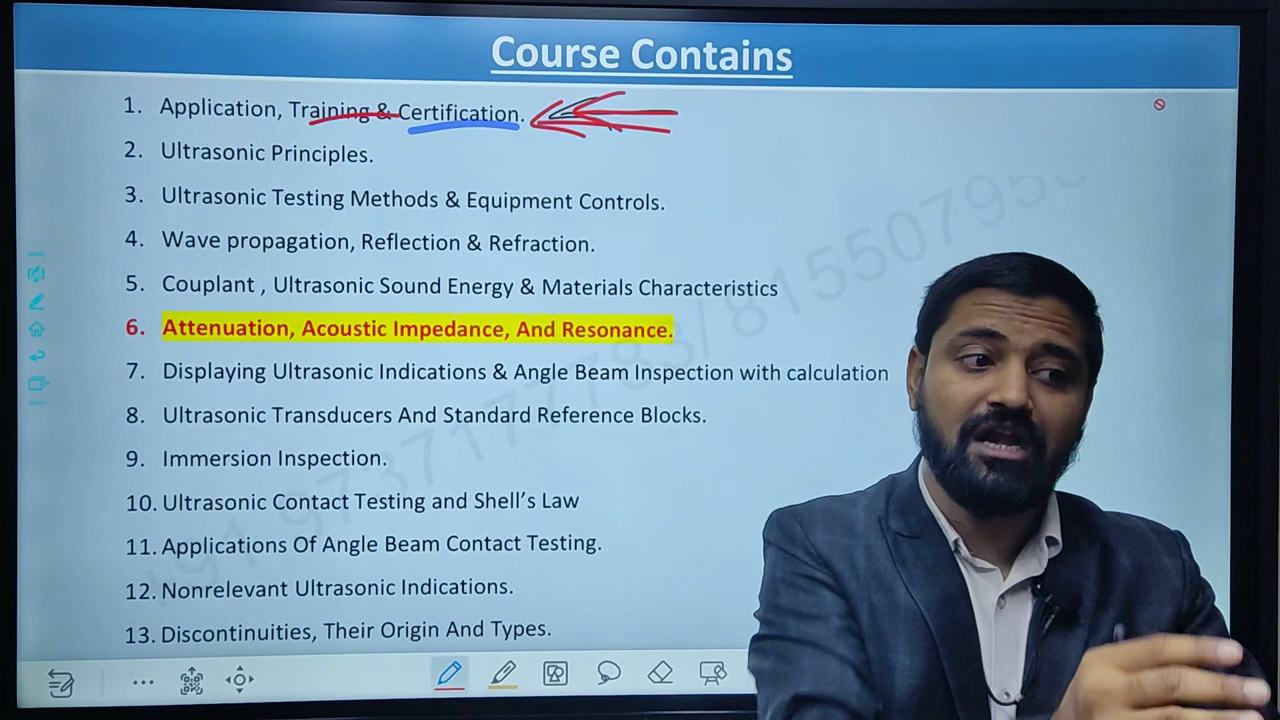 Course Contains
1. Application, Training & Certification.
2. Ultrasonic Principles.
3. Ultrasonic Testing Methods & Equipment Controls.
4. Wave propagation, Reflection & Refraction.
5. Couplant , Ultrasonic Sound Energy & Materials Characteristics
6. Attenuation, Acoustic Impedance, And Resonance.
7. Displaying Ultrasonic Indications & Angle Beam Inspection with calculation
8. Ultrasonic Transducers And Standard Reference Blocks.
9. Immersion Inspection.
10. Ultrasonic Contact Testing and Shell’s Law
11. Applications Of Angle Beam Contact Testing.
12. Nonrelevant Ultrasonic Indications.
13. Discontinuities, Their Origin And Types.